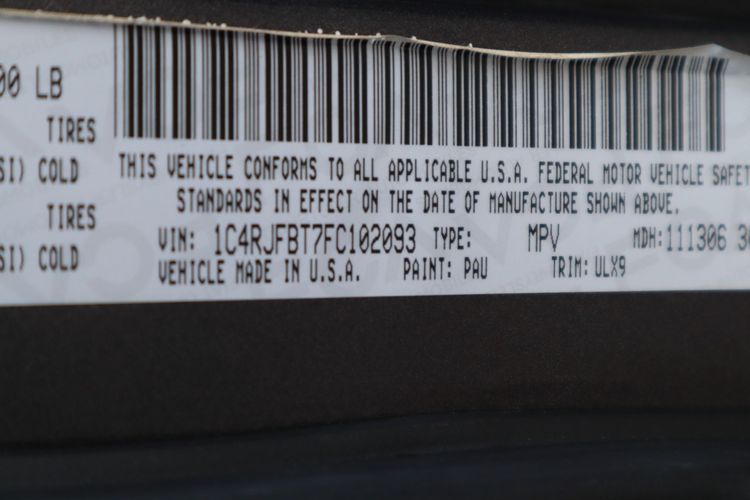 00 LB
TIRES
SI) COLD
TIRES
SI) COLD
THIS VEHICLE CONFORMS TO ALL APPLICABLE U.S.A. FEDERAL MOTOR VEHICLE SAFET
STANDARDS IN EFFECT ON THE DATE OF MANUFACTURE SHOWN ABOVE.
VIN: 1C4RJFBT7FC102093 TYPE: MPV MDH: 111306 30
VEHICLE MADE IN U.S.A. PAINT: PAU TRIM: ULX9